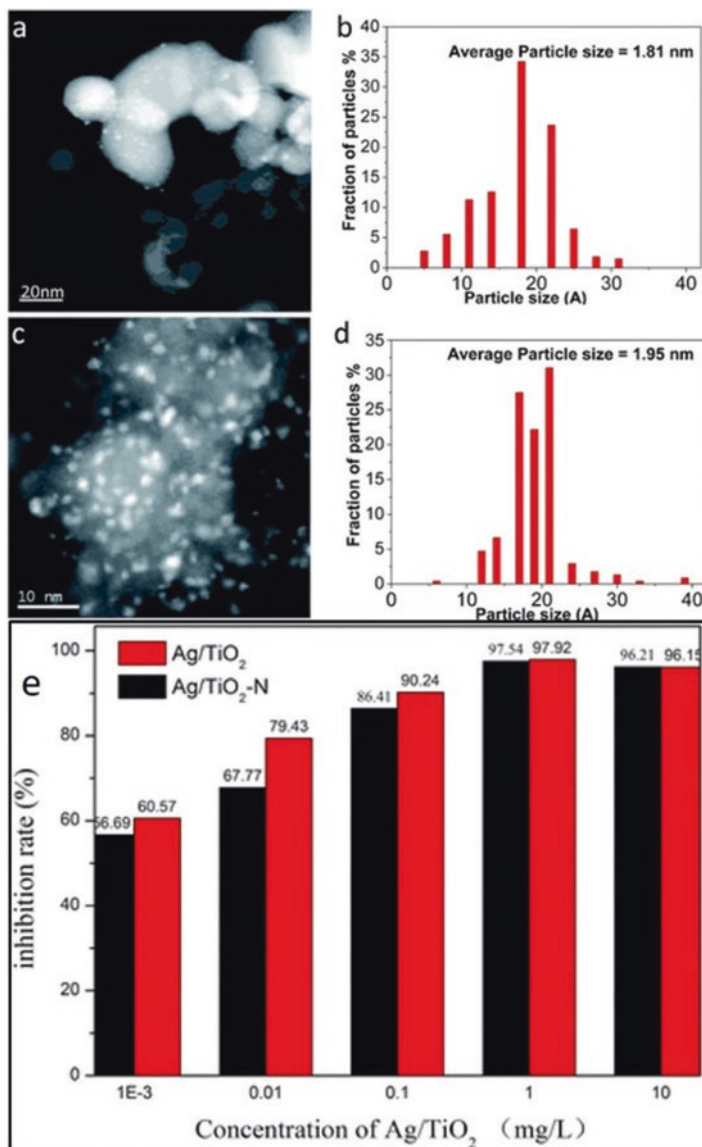 a
20nm
b
Average Particle size = 1.81 nm
Fraction of particles %
40
35
30
25
20
15
10
5
0
0 10 20 30 40
Particle size (A)
c
10 nm
d
Average Particle size = 1.95 nm
Fraction of particles %
35
30
25
20
15
10
5
0
0 10 20 30 40
Particle size (A)
e
Ag/TiO2
Ag/TiO2-N
inhibition rate (%)
100
80
60
40
20
0
56.69 60.57
67.77 79.43
86.41 90.24
97.54 97.92
96.21 96.15
1E-3 0.01 0.1 1 10
Concentration of Ag/TiO2 (mg/L)